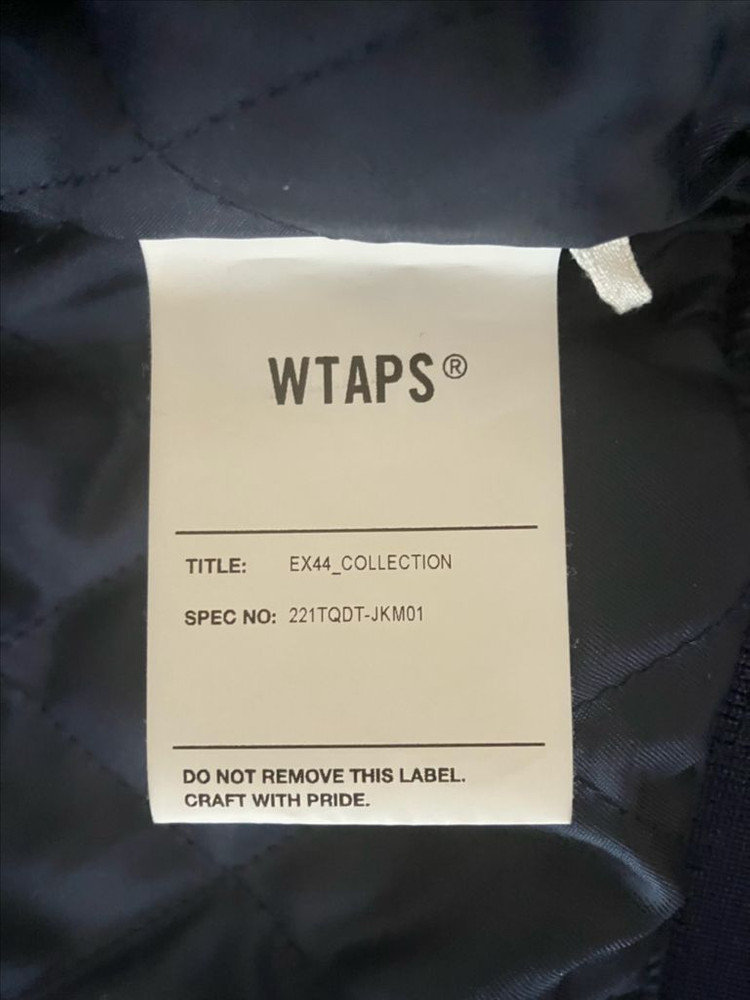 WTAPS®
TITLE: EX44_COLLECTION
SPEC NO: 221TQDT-JKM01
DO NOT REMOVE THIS LABEL.
CRAFT WITH PRIDE.